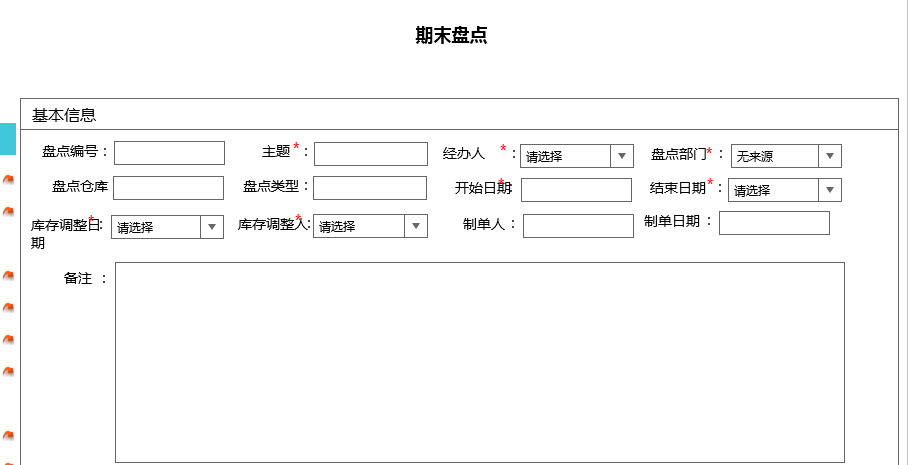 期末盘点
基本信息
盘点编号： 主题 *： 经办人 *： 请选择 盘点部门*： 无来源
盘点仓库 盘点类型： 开始日期*： 结束日期*： 请选择
库存调整日*：期 请选择 库存调整人*： 请选择 制单人： 制单日期：
备注 ：